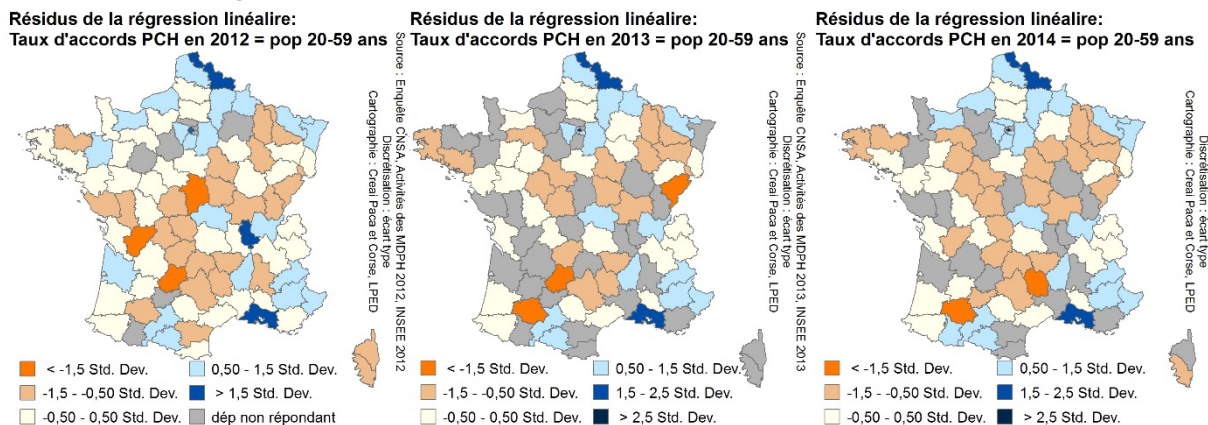 Résidus de la régression linéalire:
Taux d'accords PCH en 2012 = pop 20-59 ans
Source : Enquête CNSA, Activités des MDPH 2012, INSEE 2012
Discrétisation : écart type
Cartographie : Creai Paca et Corse, LPED
< -1,5 Std. Dev.
-1,5 - -0,50 Std. Dev.
-0,50 - 0,50 Std. Dev.
0,50 - 1,5 Std. Dev.
> 1,5 Std. Dev.
dép non répondant
Résidus de la régression linéalire:
Taux d'accords PCH en 2013 = pop 20-59 ans
Source : Enquête CNSA, Activités des MDPH 2013, INSEE 2013
Discrétisation : écart type
Cartographie : Creai Paca et Corse, LPED
< -1,5 Std. Dev.
-1,5 - -0,50 Std. Dev.
-0,50 - 0,50 Std. Dev.
0,50 - 1,5 Std. Dev.
1,5 - 2,5 Std. Dev.
> 2,5 Std. Dev.
Résidus de la régression linéalire:
Taux d'accords PCH en 2014 = pop 20-59 ans
Discrétisation : écart type
Cartographie : Creai Paca et Corse, LPED
< -1,5 Std. Dev.
-1,5 - -0,50 Std. Dev.
-0,50 - 0,50 Std. Dev.
0,50 - 1,5 Std. Dev.
1,5 - 2,5 Std. Dev.
> 2,5 Std. Dev.